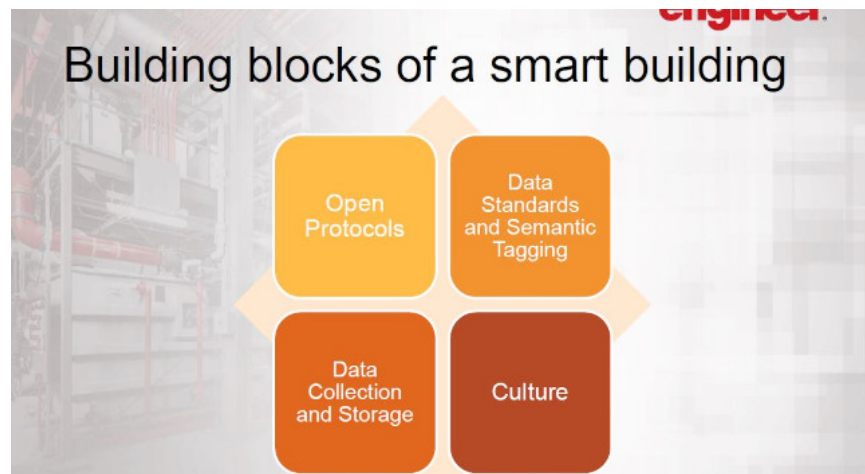 engineer.
Building blocks of a smart building
Open
Protocols
Data
Standards
and Semantic
Tagging
Data
Collection
and Storage
Culture